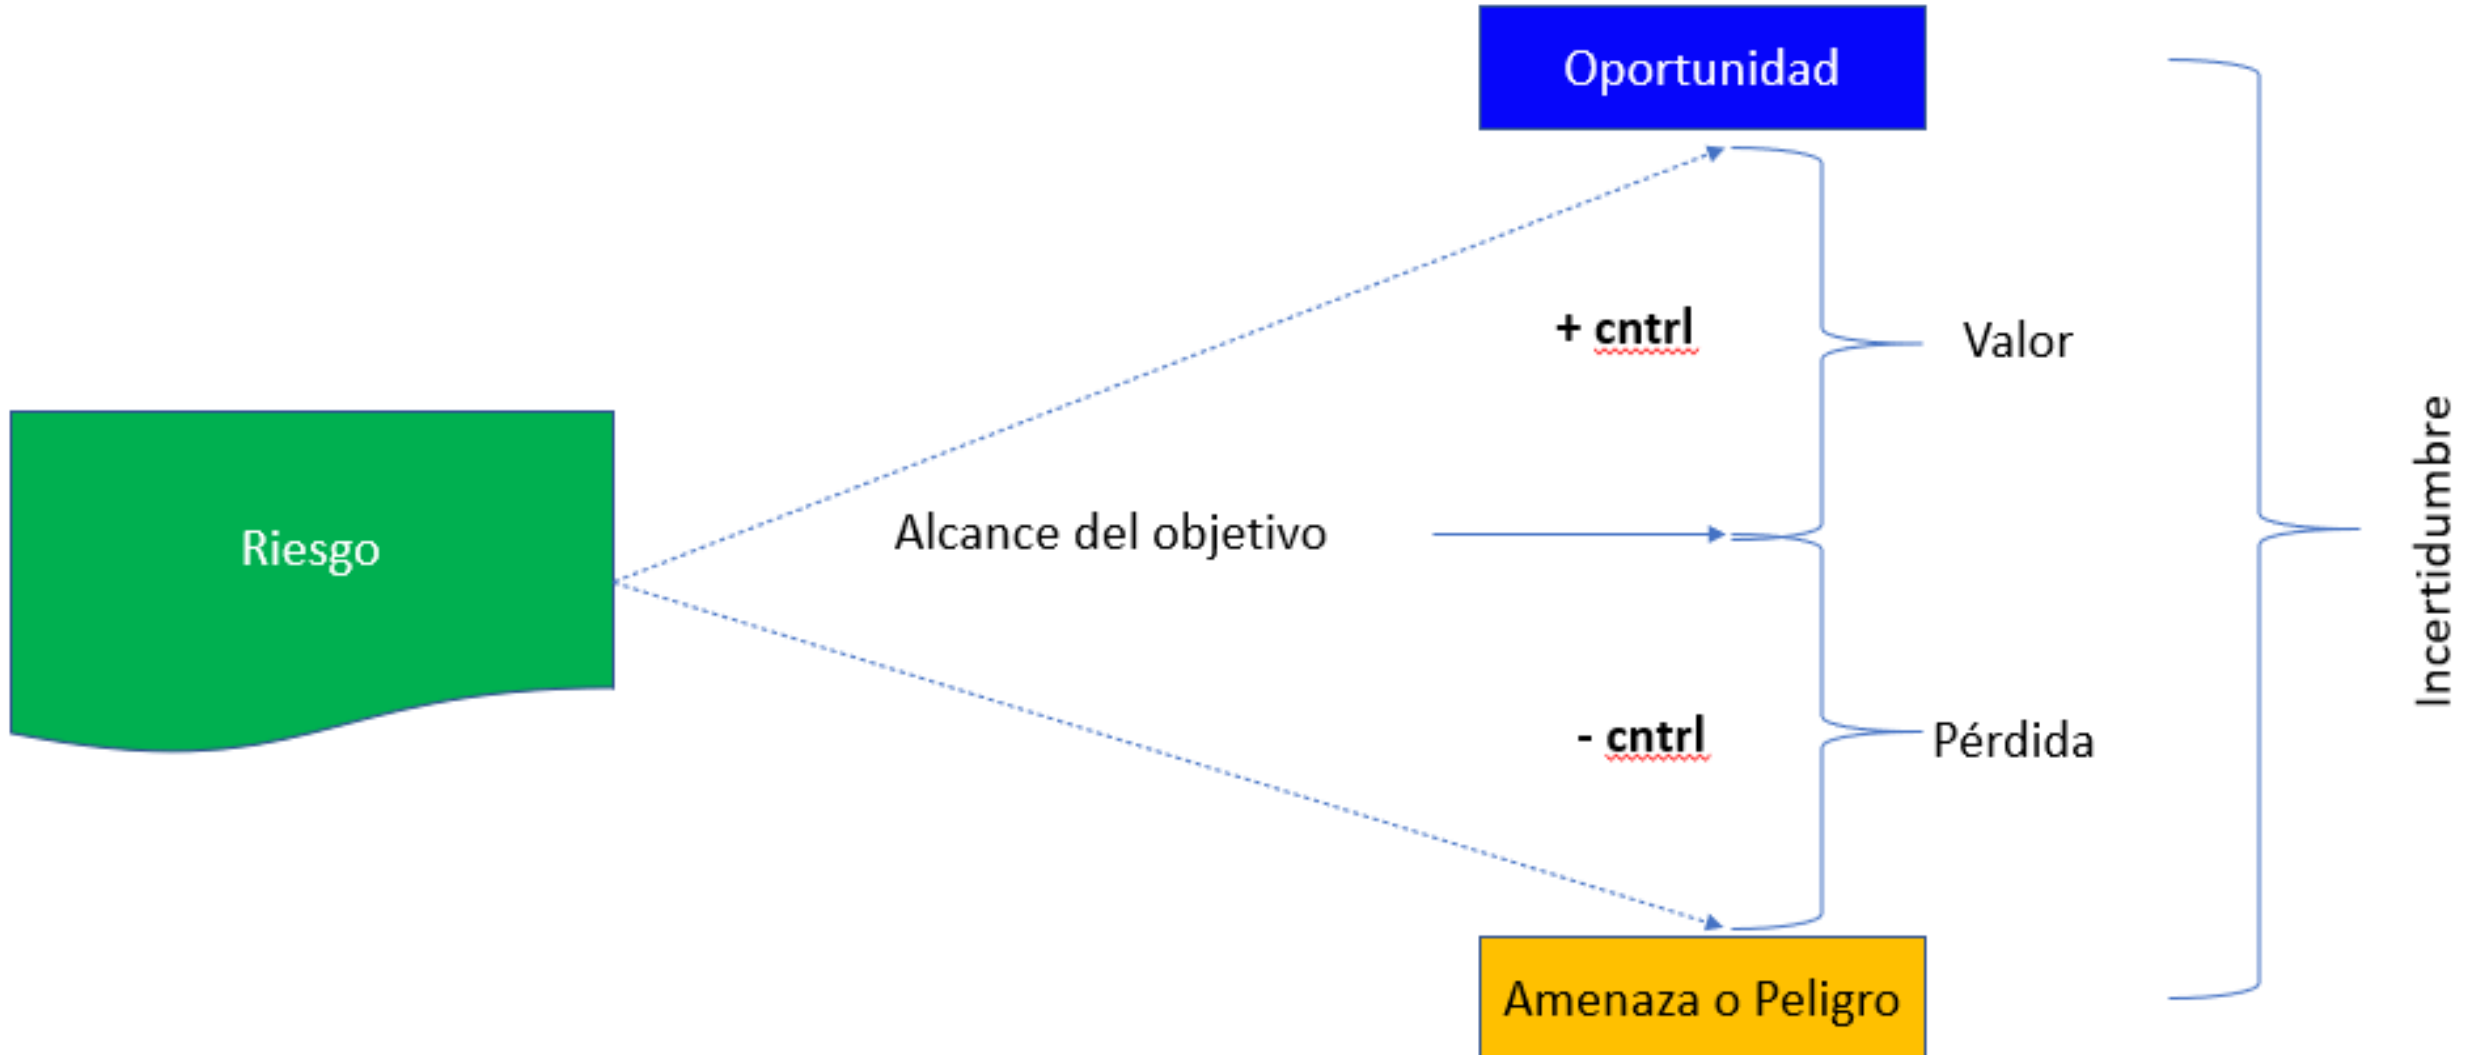 Oportunidad
+ cntrl
Valor
Riesgo
Alcance del objetivo
Incertidumbre
- cntrl
Pérdida
Amenaza o Peligro